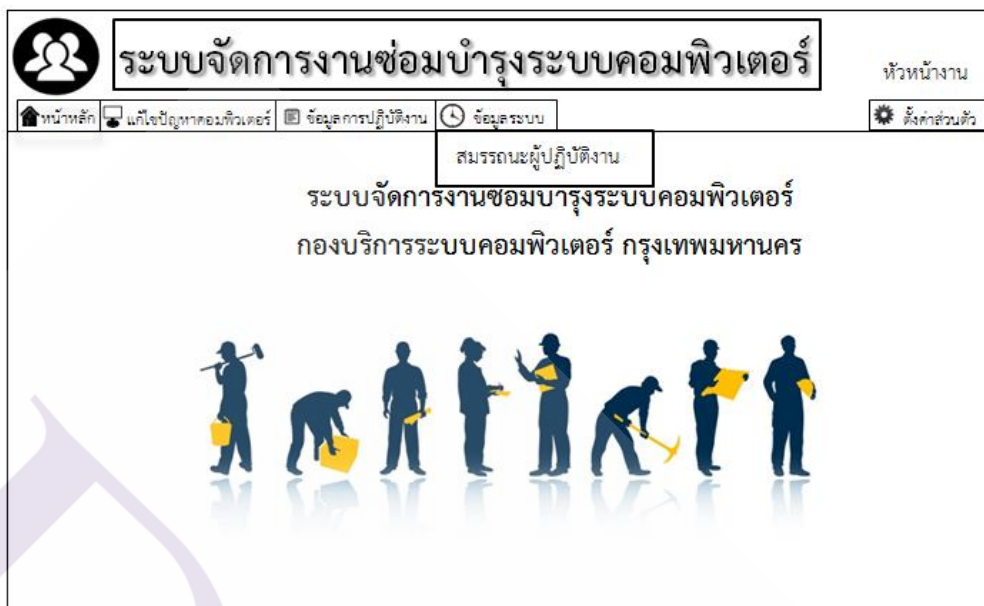 ระบบจัดการงานซ่อมบำรุงระบบคอมพิวเตอร์
หัวหน้างาน
หน้าหลัก แก้ไขปัญหาคอมพิวเตอร์ ข้อมูลการปฏิบัติงาน ข้อมูลระบบ ตั้งค่าส่วนตัว
สมรรถนะผู้ปฏิบัติงาน
ระบบจัดการงานซ่อมบำรุงระบบคอมพิวเตอร์
กองบริการระบบคอมพิวเตอร์ กรุงเทพมหานคร